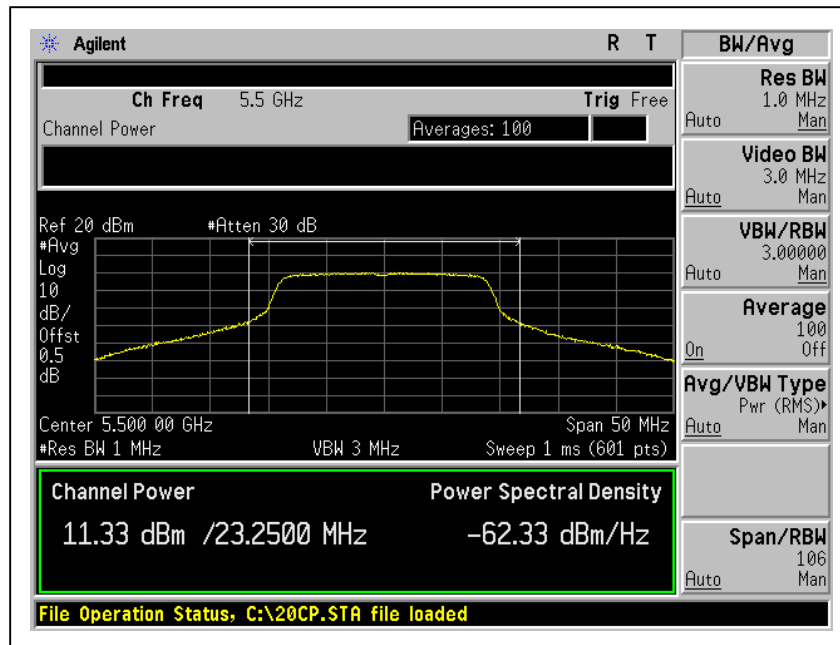 Agilent R T BW/Avg
Ch Freq 5.5 GHz Trig Free
Channel Power Averages: 100
Ref 20 dBm #Atten 30 dB
#Avg
Log
10
dB/
Offst
0.5
dB
Center 5.500 00 GHz Span 50 MHz
#Res BW 1 MHz VBW 3 MHz Sweep 1 ms (601 pts)
Channel Power Power Spectral Density
11.33 dBm /23.2500 MHz -62.33 dBm/Hz
File Operation Status, C:\20CP.STA file loaded
Res BW
1.0 MHz
Auto Man
Video BW
3.0 MHz
Auto Man
VBW/RBW
3.00000
Auto Man
Average
100
On Off
Avg/VBW Type
Pwr (RMS)▸
Auto Man
Span/RBW
106
Auto Man